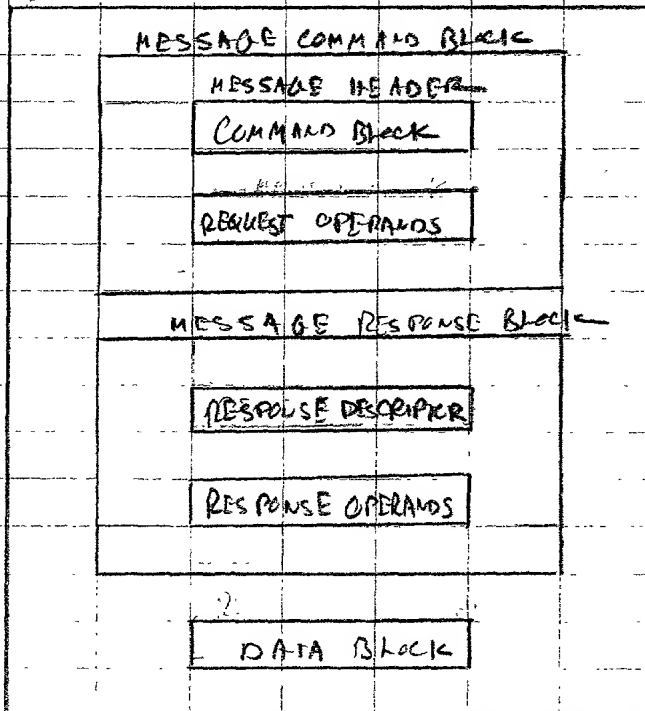 MESSAGE COMMAND BLOCK
MESSAGE HEADER
COMMAND BLOCK
REQUEST OPERANDS
MESSAGE RESPONSE BLOCK
RESPONSE DESCRIPTOR
RESPONSE OPERANDS
DATA BLOCK